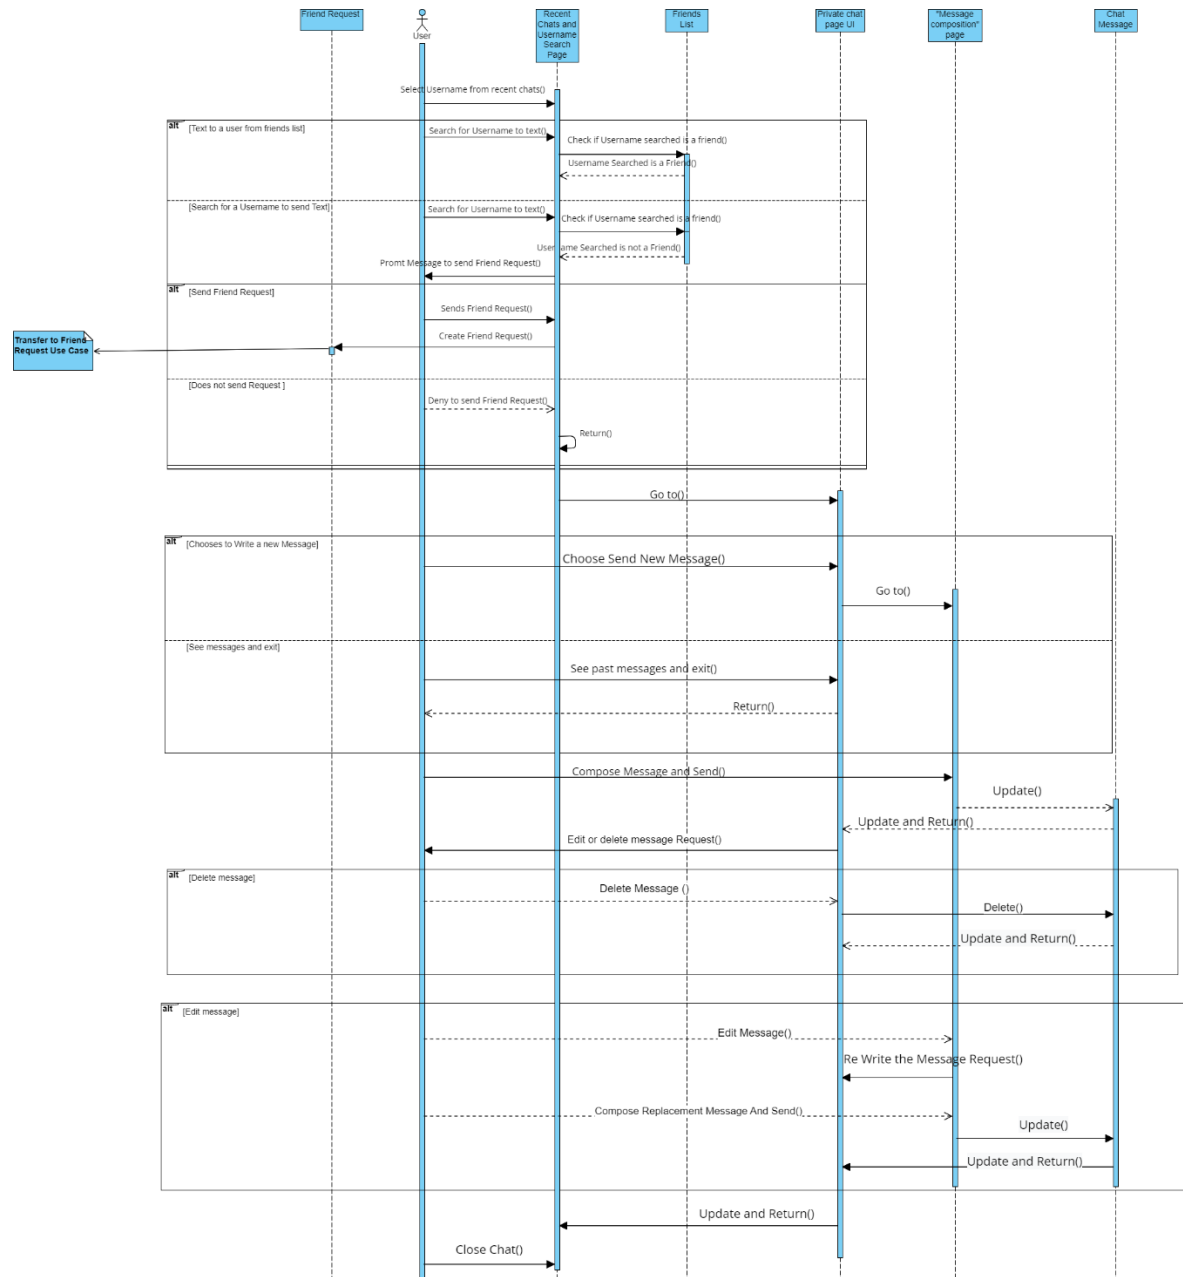 Friend Request
User
Recent
Chats and
Username
Search
Page
Friends
List
Private chat
page UI
"Message
composition"
page
Chat
Message
Select Username from recent chats()
alt
[Text to a user from friends list]
Search for Username to text()
Check if Username searched is a friend()
Username Searched is a Friend()
[Search for a Username to send Text]
Search for Username to text()
Check if Username searched is a friend()
Username Searched is not a Friend()
Promt Message to send Friend Request()
alt
[Send Friend Request]
Sends Friend Request()
Create Friend Request()
Transfer to Friend
Request Use Case
[Does not send Request ]
Deny to send Friend Request()
Return()
Go to()
alt
[Chooses to Write a new Message]
Choose Send New Message()
Go to()
[See messages and exit]
See past messages and exit()
Return()
Compose Message and Send()
Update()
Update and Return()
Edit or delete message Request()
alt
[Delete message]
Delete Message ()
Delete()
Update and Return()
alt
[Edit message]
Edit Message()
Re Write the Message Request()
Compose Replacement Message And Send()
Update()
Update and Return()
Update and Return()
Close Chat()